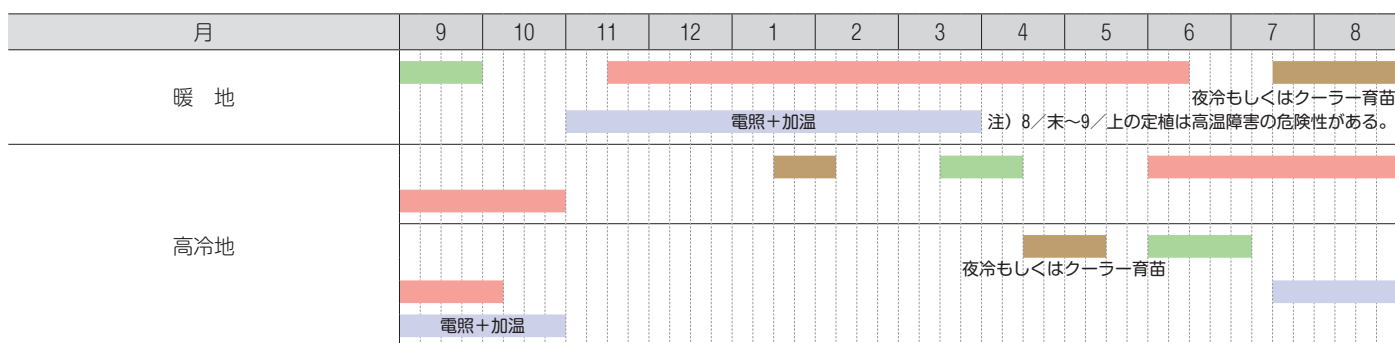 月 9 10 11 12 1 2 3 4 5 6 7 8
暖 地
夜冷もしくはクーラー育苗
電照+加温
注)8/末~9/上の定植は高温障害の危険性がある。
高冷地
夜冷もしくはクーラー育苗
電照+加温